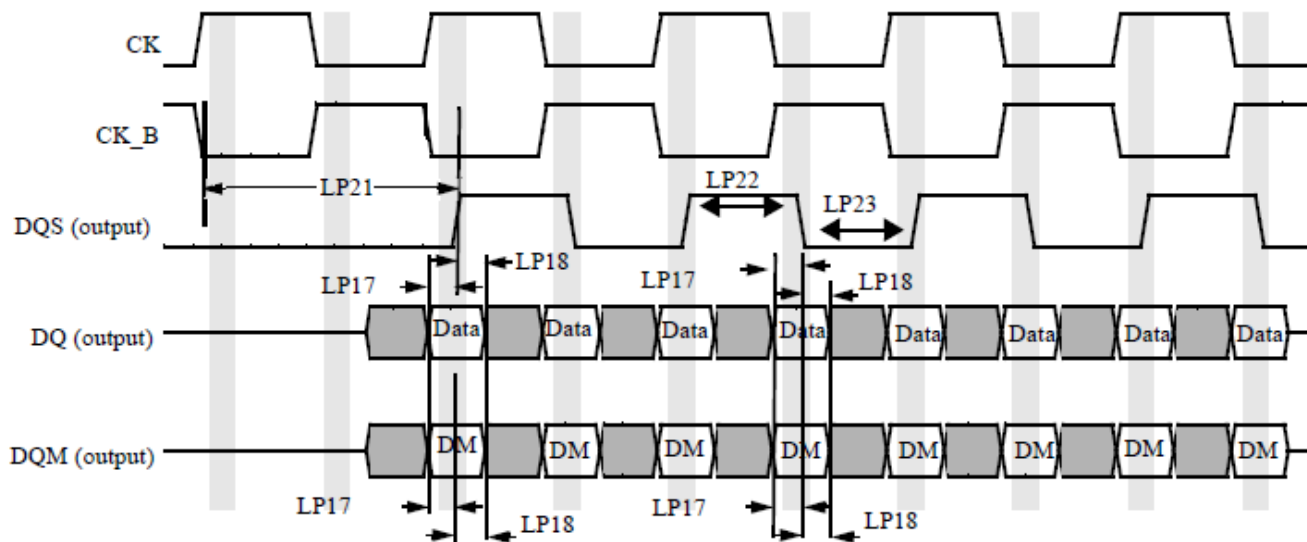 CK
CK_B
LP21
LP22
LP23
DQS (output)
LP17
LP18
LP17
LP18
DQ (output)
Data Data Data Data Data Data Data Data
DQM (output)
DM DM DM DM DM DM DM DM
LP17
LP18
LP17
LP18